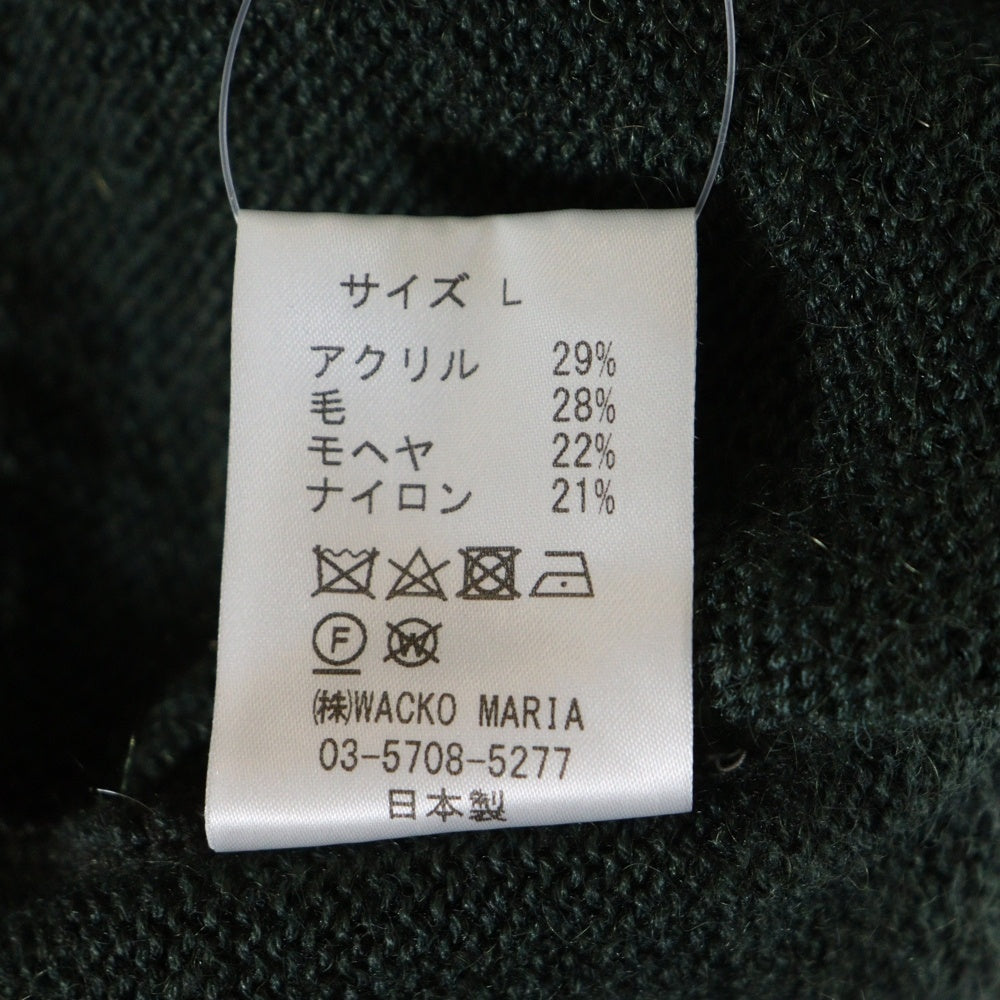 サイズ L
アクリル 29%
毛 28%
モヘヤ 22%
ナイロン 21%
F W
㈱WACKO MARIA
03-5708-5277
日本製